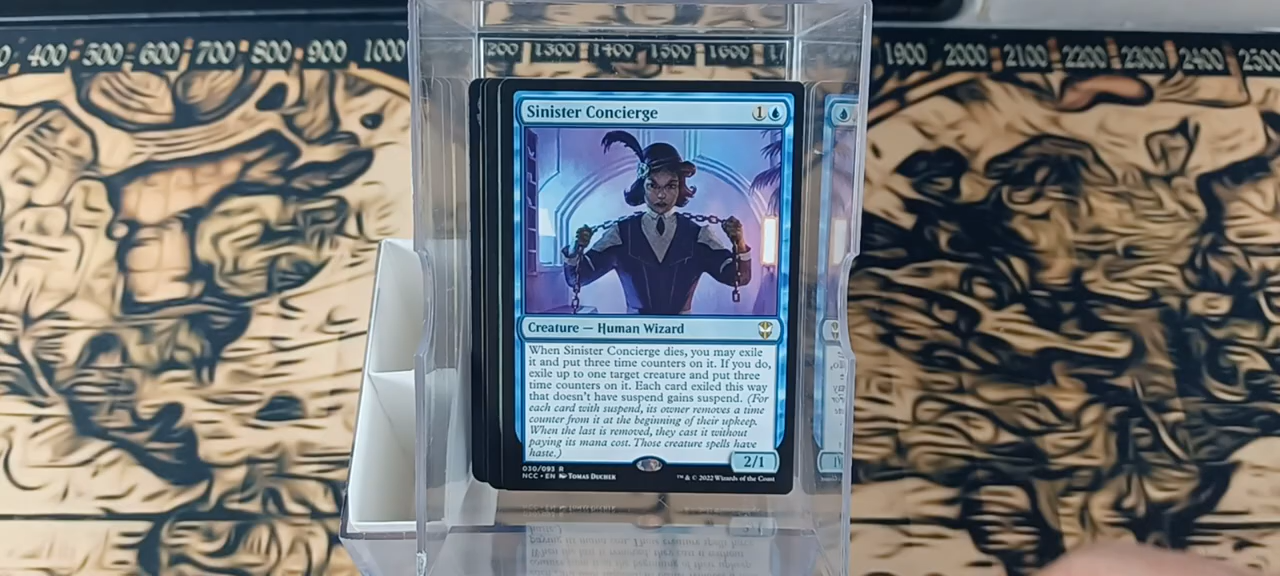 400 500 600 700 800 900 1000
200 1300 1400 1500 1600
1900 2000 2100 2200 2300 2400 2500
Sinister Concierge 1
Creature — Human Wizard
When Sinister Concierge dies, you may exile
it and put three time counters on it. If you do,
exile up to one target creature and put three
time counters on it. Each card exiled this way
that doesn't have suspend gains suspend. (For
each card with suspend, its owner removes a time
counter from it at the beginning of their upkeep.
When the last is removed, they cast it without
paying its mana cost. Those creature spells have
haste.)
2/1
030/093 R
NCC • EN Tomas Duchek
™ & © 2022 Wizards of the Coast